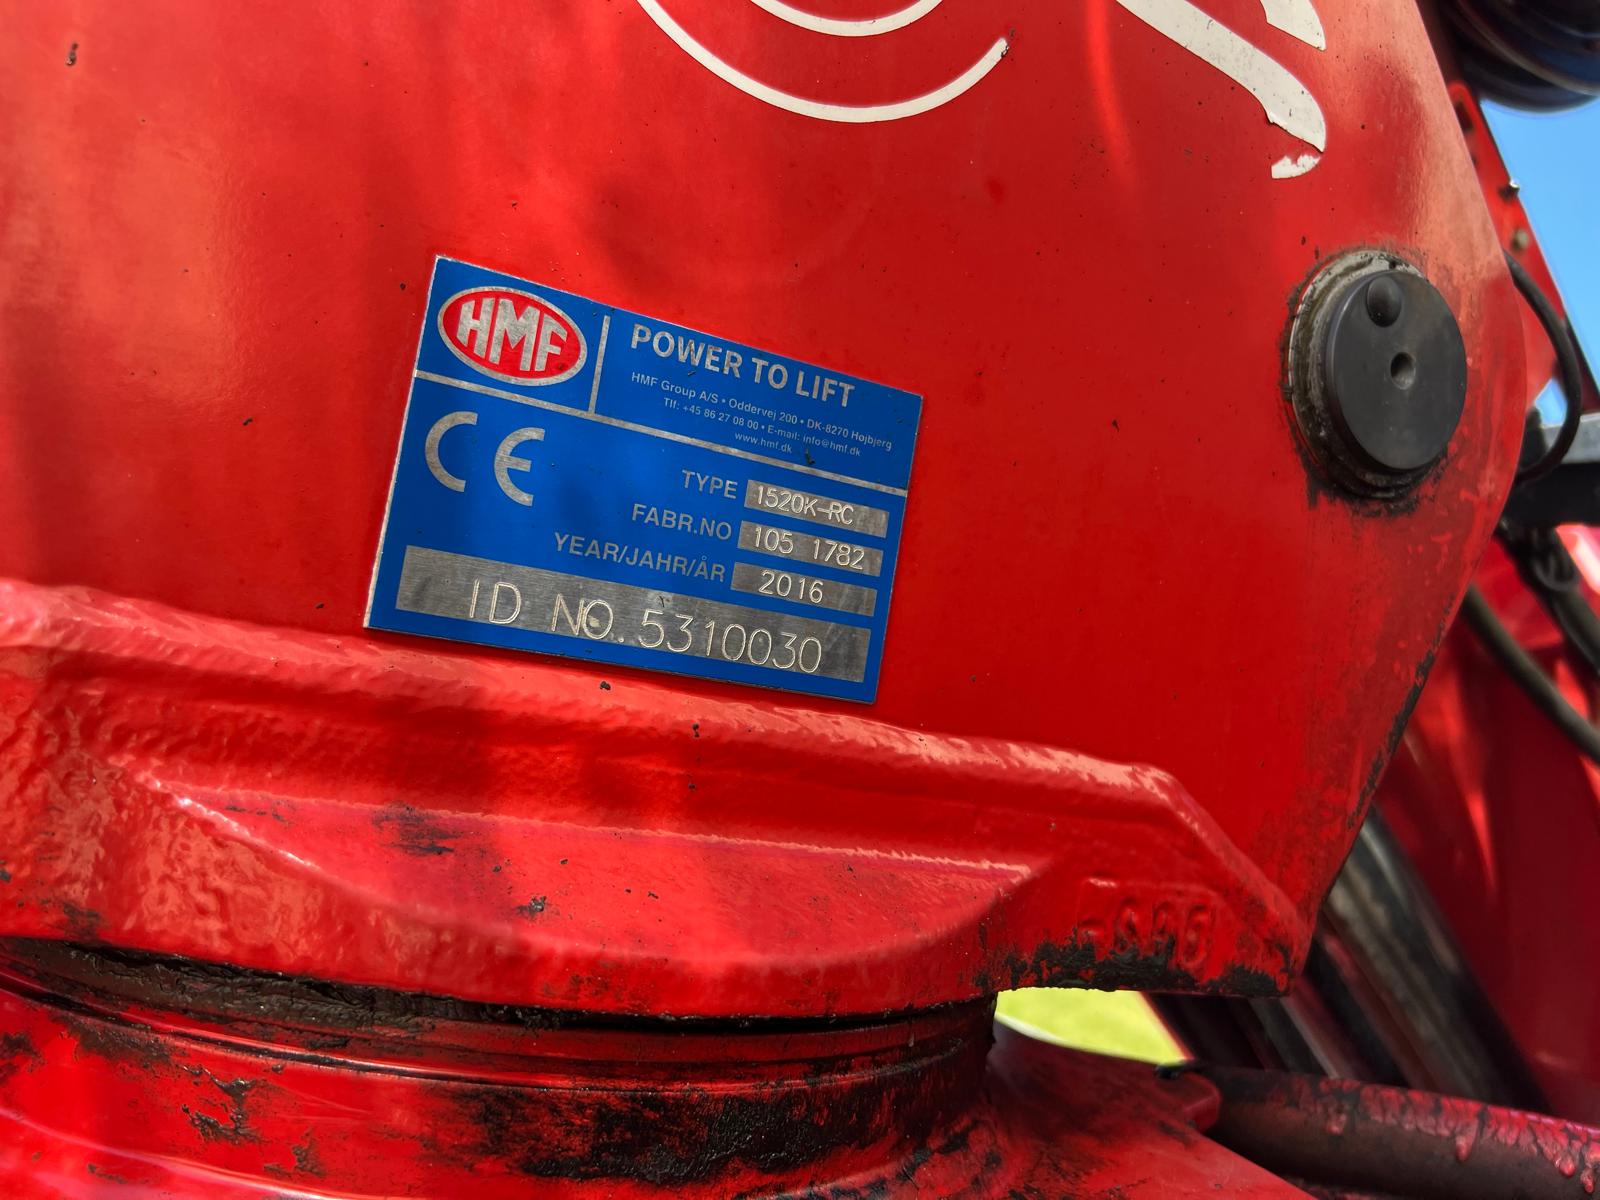 HMF
POWER TO LIFT
HMF Group A/S • Oddervej 200 • DK-8270 Højbjerg
Tlf: +45 86 27 08 00 • E-mail: info@hmf.dk
www.hmf.dk
CE
TYPE 1520K-RC
FABR.NO 105 1782
YEAR/JAHR/ÅR 2016
ID NO. 5310030